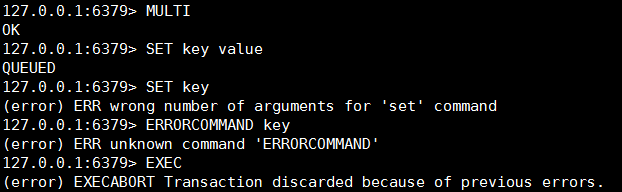 127.0.0.1:6379> MULTI
OK
127.0.0.1:6379> SET key value
QUEUED
127.0.0.1:6379> SET key
(error) ERR wrong number of arguments for 'set' command
127.0.0.1:6379> ERRORCOMMAND key
(error) ERR unknown command 'ERRORCOMMAND'
127.0.0.1:6379> EXEC
(error) EXECABORT Transaction discarded because of previous errors.